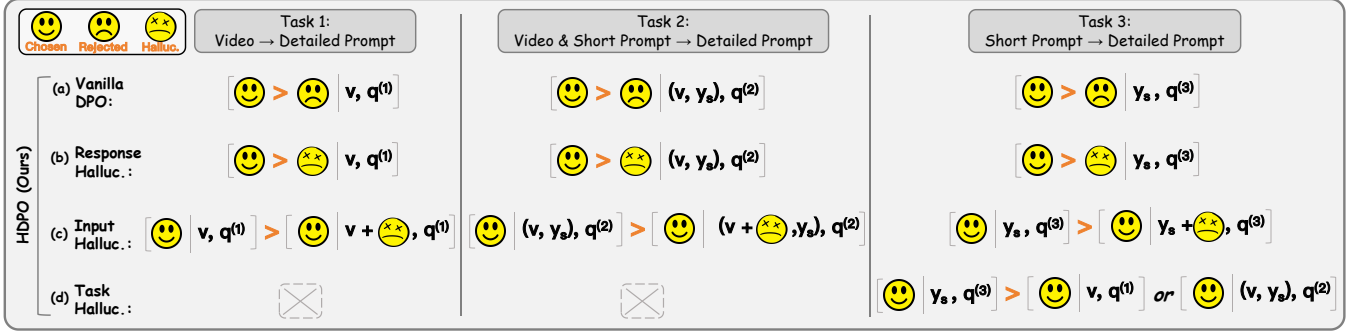 Chosen Rejected Halluc.
Task 1:
Video → Detailed Prompt
Task 2:
Video & Short Prompt → Detailed Prompt
Task 3:
Short Prompt → Detailed Prompt
HDPO (Ours)
(a) Vanilla
DPO:
[ > | v, q⁽¹⁾]
[ > | (v, yₛ), q⁽²⁾]
[ > | yₛ, q⁽³⁾]
(b) Response
Halluc.:
[ > | v, q⁽¹⁾]
[ > | (v, yₛ), q⁽²⁾]
[ > | yₛ, q⁽³⁾]
(c) Input
Halluc.:
[ | v, q⁽¹⁾] > [ | v + , q⁽¹⁾]
[ | (v, yₛ), q⁽²⁾] > [ | (v + ,yₛ), q⁽²⁾]
[ | yₛ, q⁽³⁾] > [ | yₛ + , q⁽³⁾]
(d) Task
Halluc.:
[ | yₛ, q⁽³⁾] > [ | v, q⁽¹⁾] or [ | (v, yₛ), q⁽²⁾]